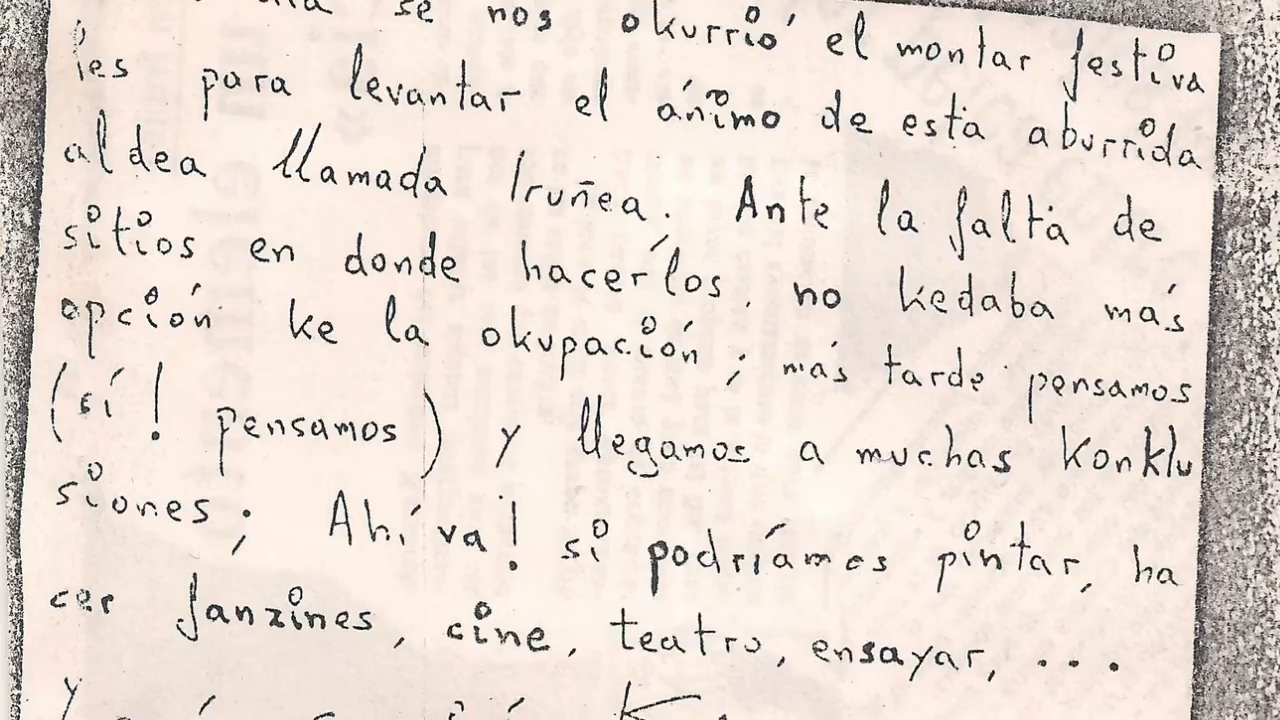 se nos okurrió el montar festiva
les para levantar el ánimo de esta aburrida
aldea llamada Iruñea. Ante la falta de
sitios en donde hacerlos, no kedaba más
opción ke la okupación; más tarde pensamos
(sí! pensamos) y llegamos a muchas Konklu
siones; Ahí va! si podríamos pintar, ha
cer fanzines, cine, teatro, ensayar, ...
y